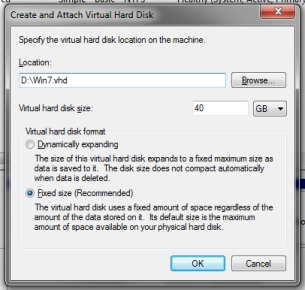 Simple Basic NTFS Healthy (System, Active, Primary
Create and Attach Virtual Hard Disk
Specify the virtual hard disk location on the machine.
Location:
D:\Win7.vhd
Browse...
Virtual hard disk size:
40
GB
Virtual hard disk format
Dynamically expanding
The size of this virtual hard disk expands to a fixed maximum size as
data is saved to it. The disk size does not compact automatically
when data is deleted.
Fixed size (Recommended)
The virtual hard disk uses a fixed amount of space regardless of the
amount of the data stored on it. Its default size is the maximum
amount of space available on your physical hard disk.
OK
Cancel